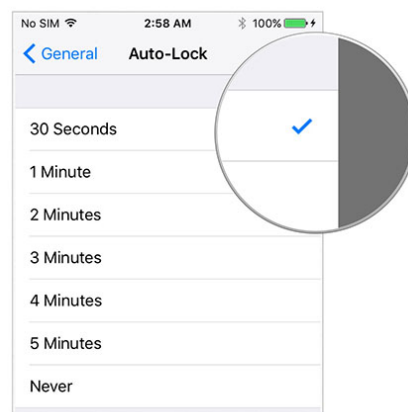 No SIM 2:58 AM 100%
General Auto-Lock
30 Seconds
1 Minute
2 Minutes
3 Minutes
4 Minutes
5 Minutes
Never